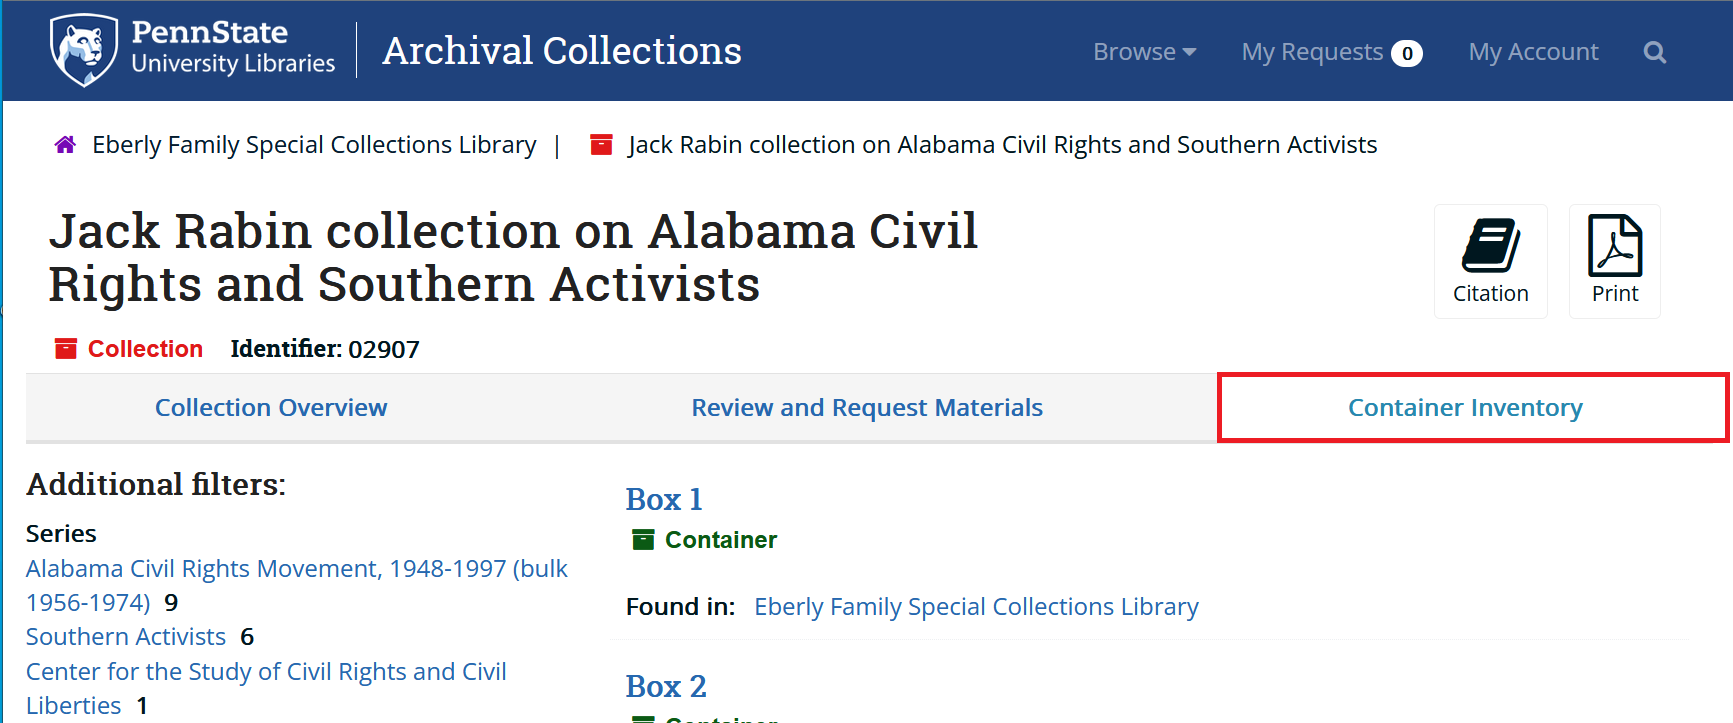 PennState
University Libraries
Archival Collections
Browse
My Requests 0
My Account
Eberly Family Special Collections Library | Jack Rabin collection on Alabama Civil Rights and Southern Activists
Jack Rabin collection on Alabama Civil
Rights and Southern Activists
Citation
Print
Collection Identifier: 02907
Collection Overview
Review and Request Materials
Container Inventory
Additional filters:
Series
Alabama Civil Rights Movement, 1948-1997 (bulk
1956-1974) 9
Southern Activists 6
Center for the Study of Civil Rights and Civil
Liberties 1
Box 1
Container
Found in: Eberly Family Special Collections Library
Box 2
Container